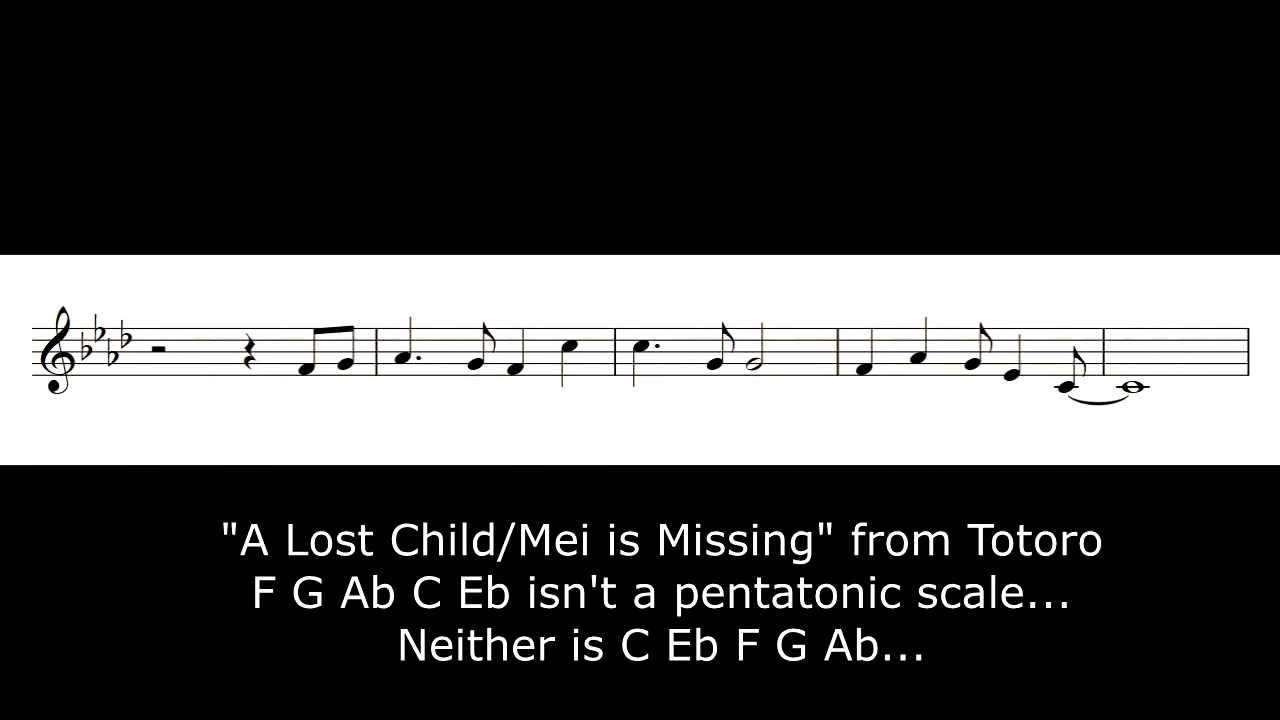 "A Lost Child/Mei is Missing" from Totoro
F G Ab C Eb isn't a pentatonic scale...
Neither is C Eb F G Ab...